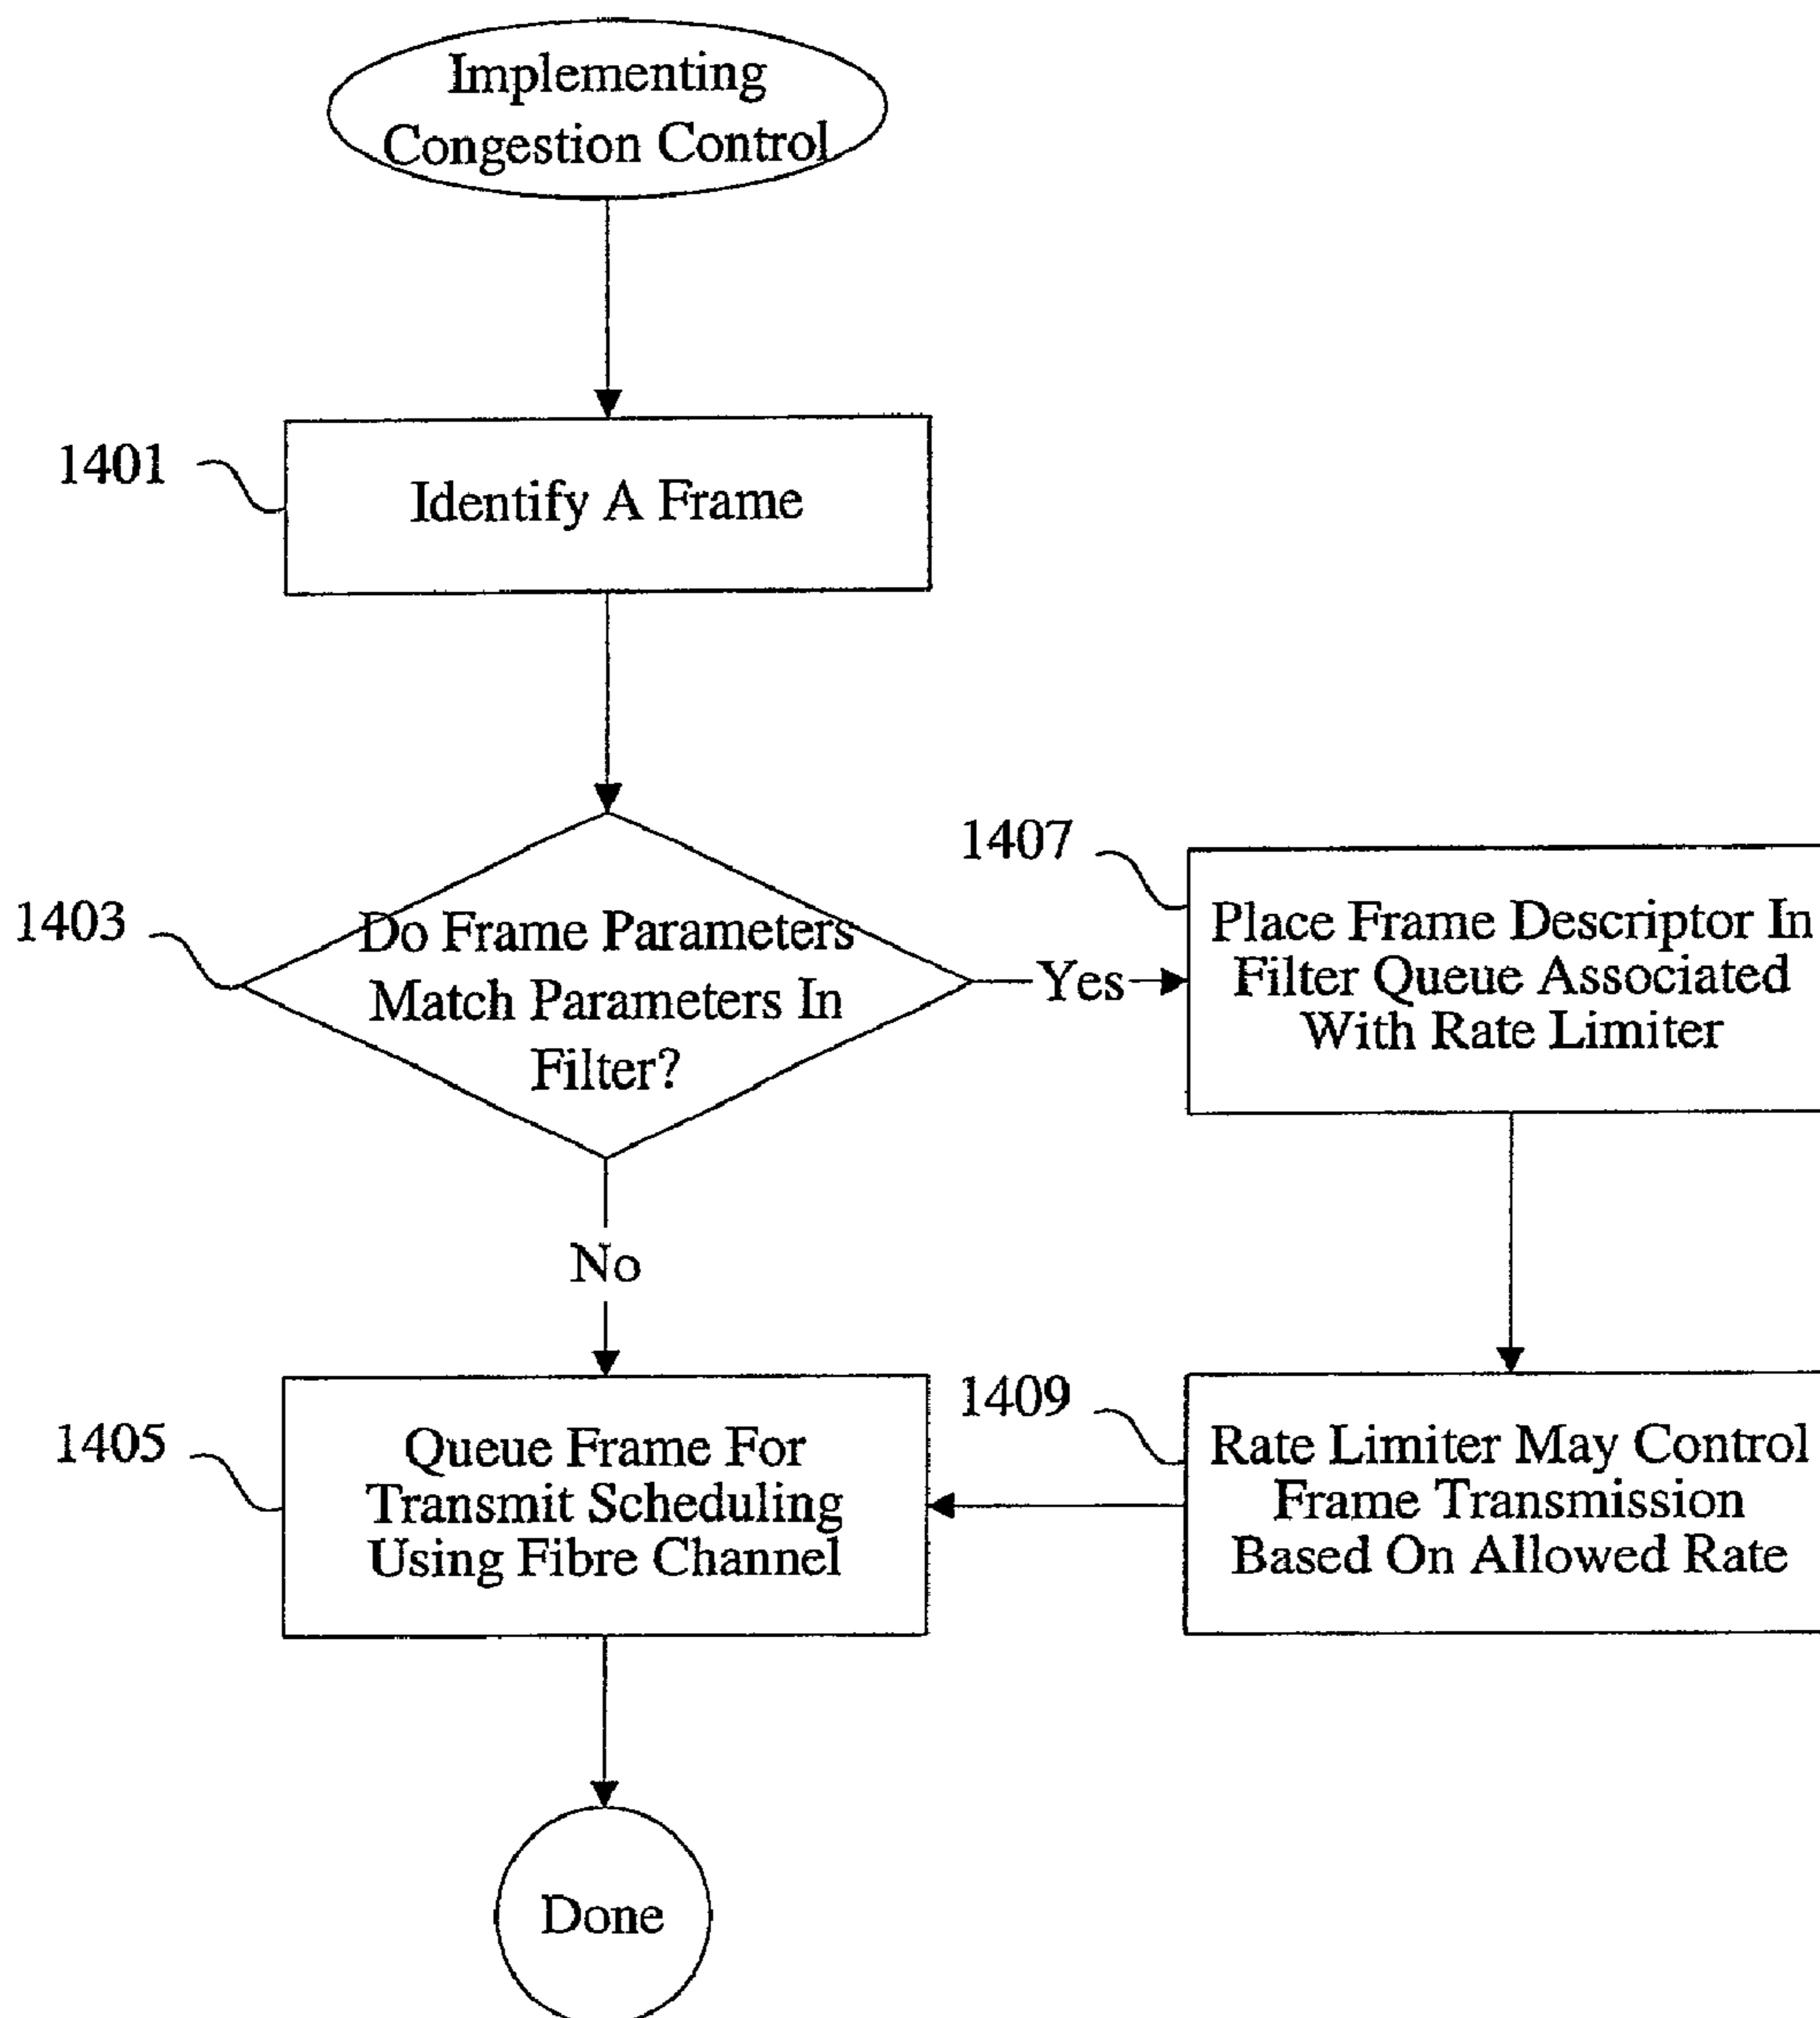 Implementing
Congestion Control
1401
Identify A Frame
1403
Do Frame Parameters
Match Parameters In
Filter?
Yes
1407
Place Frame Descriptor In
Filter Queue Associated
With Rate Limiter
No
1405
Queue Frame For
Transmit Scheduling
Using Fibre Channel
1409
Rate Limiter May Control
Frame Transmission
Based On Allowed Rate
Done